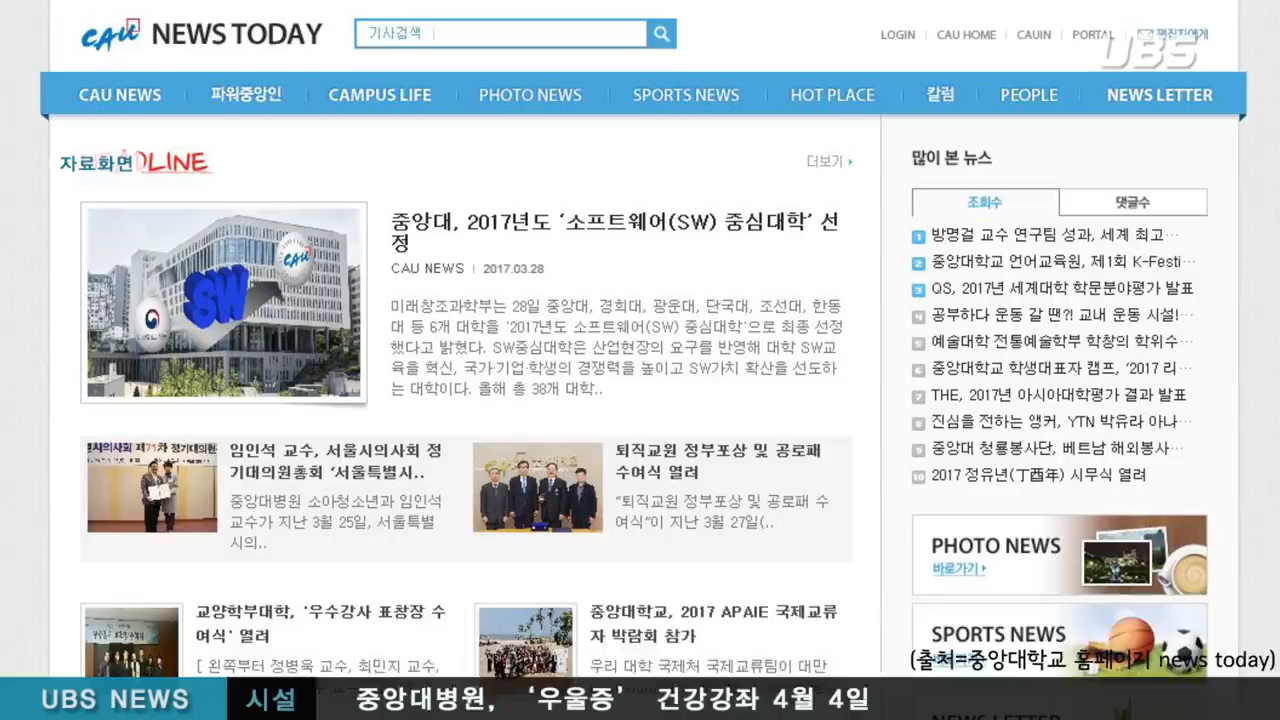 CAU NEWS TODAY
기사검색
LOGIN CAU HOME CAUIN PORTAL
UBS
CAU NEWS 파워중앙인 CAMPUS LIFE PHOTO NEWS SPORTS NEWS HOT PLACE 칼럼 PEOPLE NEWS LETTER
자료화면
더보기
중앙대, 2017년도 ‘소프트웨어(SW) 중심대학’ 선
정
CAU NEWS | 2017.03.28
미래창조과학부는 28일 중앙대, 경희대, 광운대, 단국대, 조선대, 한동
대 등 6개 대학을 '2017년도 소프트웨어(SW) 중심대학'으로 최종 선정
했다고 밝혔다. SW중심대학은 산업현장의 요구를 반영해 대학 SW교
육을 혁신, 국가·기업·학생의 경쟁력을 높이고 SW가치 확산을 선도하
는 대학이다. 올해 총 38개 대학..
SW
CAU
임인석 교수, 서울시의사회 정
기대의원총회 ‘서울특별시..
중앙대병원 소아청소년과 임인석
교수가 지난 3월 25일, 서울특별
시의..
퇴직교원 정부포상 및 공로패
수여식 열려
“퇴직교원 정부포상 및 공로패 수
여식”이 지난 3월 27일(..
교양학부대학, ‘우수강사 표창장 수
여식’ 열려
[ 왼쪽부터 정병욱 교수, 최민지 교수,
중앙대학교, 2017 APAIE 국제교류
자 박람회 참가
우리 대학 국제처 국제교류팀이 대만
많이 본 뉴스
조회수 댓글수
1 방명걸 교수 연구팀 성과, 세계 최고…
2 중앙대학교 언어교육원, 제1회 K-Festi…
3 QS, 2017년 세계대학 학문분야평가 발표
4 공부하다 운동 갈 땐?! 교내 운동 시설!…
5 예술대학 전통예술학부 학창의 학위수…
6 중앙대학교 학생대표자 캠프, ‘2017 리…
7 THE, 2017년 아시아대학평가 결과 발표
8 진심을 전하는 앵커, YTN 박유라 아나…
9 중앙대 청룡봉사단, 베트남 해외봉사…
10 2017 정유년(丁酉年) 시무식 열려
PHOTO NEWS
바로가기
SPORTS NEWS
(출처=중앙대학교 홈페이지 news today)
NEWS LETTER
UBS NEWS 시설 중앙대병원, ‘우울증’ 건강강좌 4월 4일